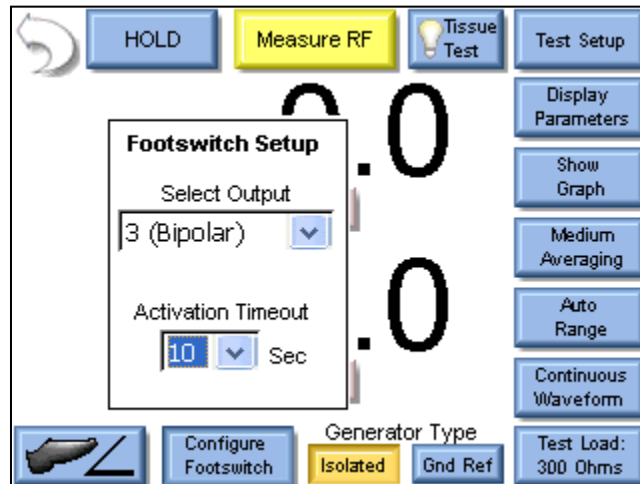 HOLD
Measure RF
Tissue
Test
Test Setup
Display
Parameters
Show
Graph
Medium
Averaging
Auto
Range
Continuous
Waveform
Test Load:
300 Ohms
Footswitch Setup
Select Output
3 (Bipolar)
Activation Timeout
10 Sec
.0
.0
Configure
Footswitch
Generator Type
Isolated
Gnd Ref